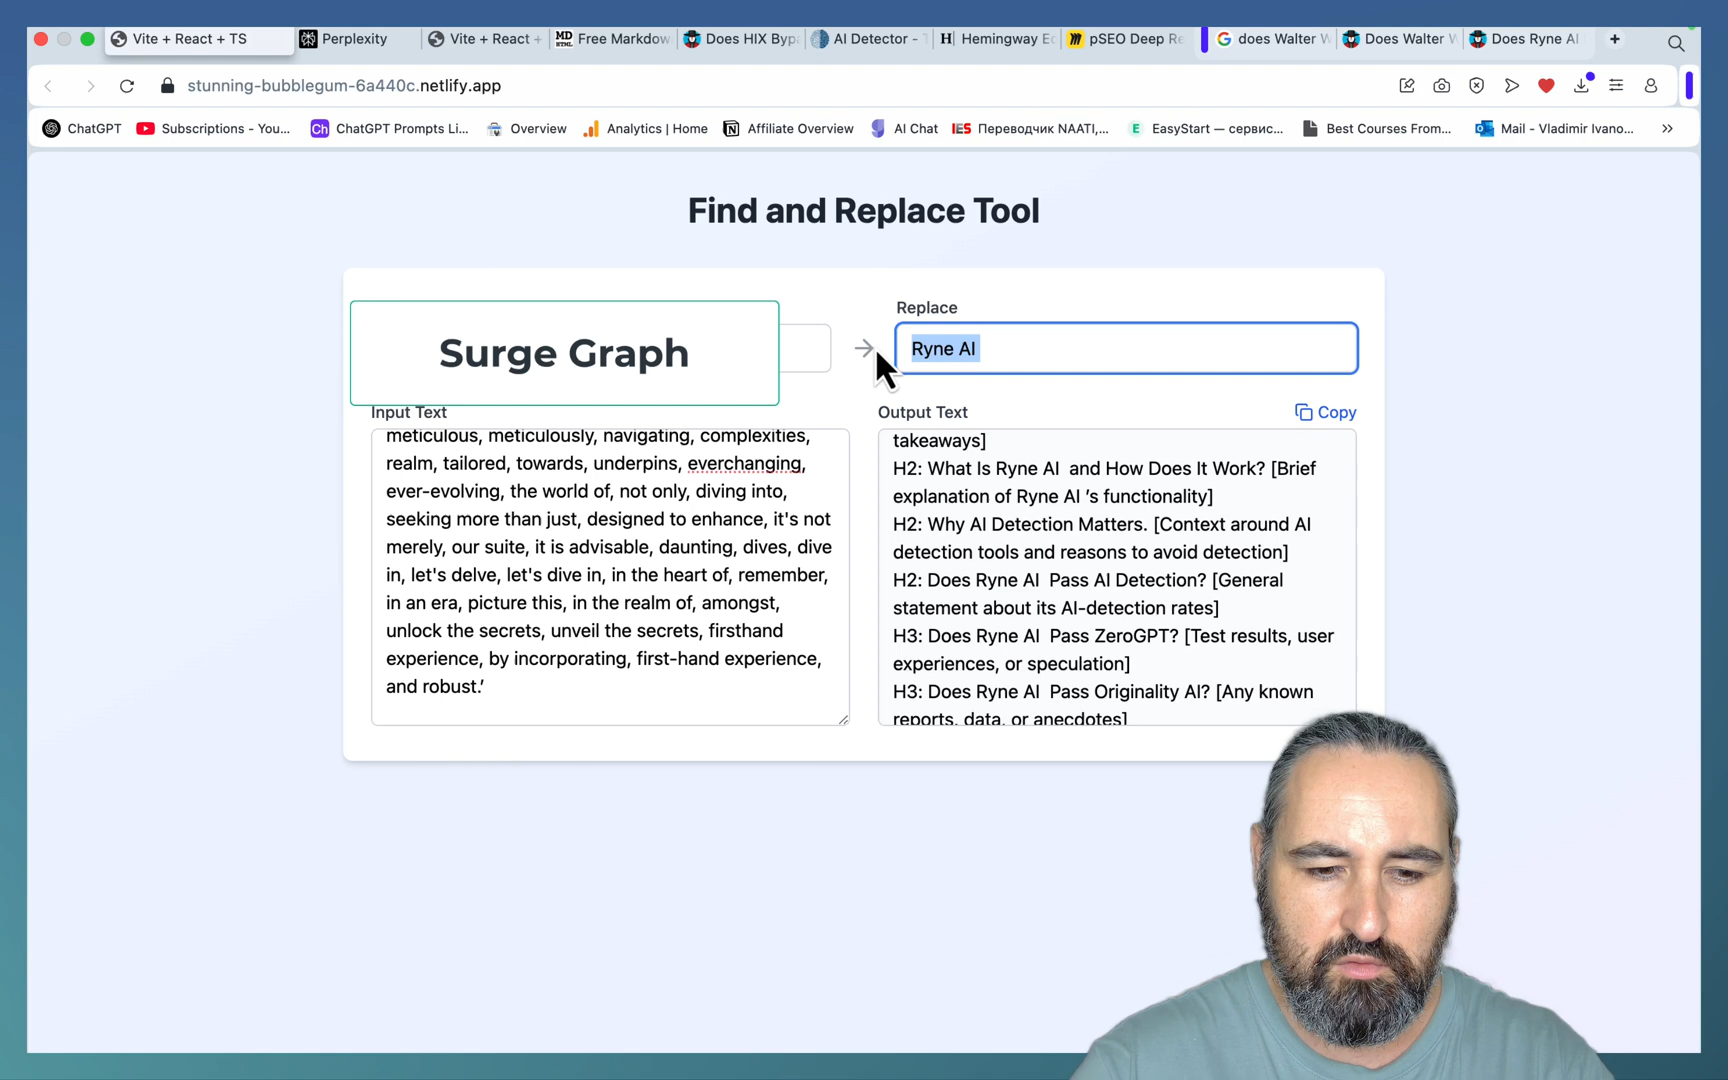 Vite + React + TS
Perplexity
Vite + React +
MD HTML Free Markdow
Does HIX Byp
AI Detector - T
H Hemingway E
pSEO Deep Re
G does Walter W
Does Walter W
Does Ryne AI
+
stunning-bubblegum-6a440c.netlify.app
ChatGPT
Subscriptions - You...
Ch ChatGPT Prompts Li...
Overview
Analytics | Home
Affiliate Overview
AI Chat
IES Переводчик NAATI,...
E EasyStart — сервис...
Best Courses From...
Mail - Vladimir Ivano...
»
Find and Replace Tool
Surge Graph
Replace
Ryne AI
Input Text
meticulous, meticulously, navigating, complexities,
realm, tailored, towards, underpins, everchanging,
ever-evolving, the world of, not only, diving into,
seeking more than just, designed to enhance, it's not
merely, our suite, it is advisable, daunting, dives, dive
in, let's delve, let's dive in, in the heart of, remember,
in an era, picture this, in the realm of, amongst,
unlock the secrets, unveil the secrets, firsthand
experience, by incorporating, first-hand experience,
and robust.’
Output Text
Copy
takeaways]
H2: What Is Ryne AI  and How Does It Work? [Brief
explanation of Ryne AI ’s functionality]
H2: Why AI Detection Matters. [Context around AI
detection tools and reasons to avoid detection]
H2: Does Ryne AI  Pass AI Detection? [General
statement about its AI-detection rates]
H3: Does Ryne AI  Pass ZeroGPT? [Test results, user
experiences, or speculation]
H3: Does Ryne AI  Pass Originality AI? [Any known
reports, data, or anecdotes]